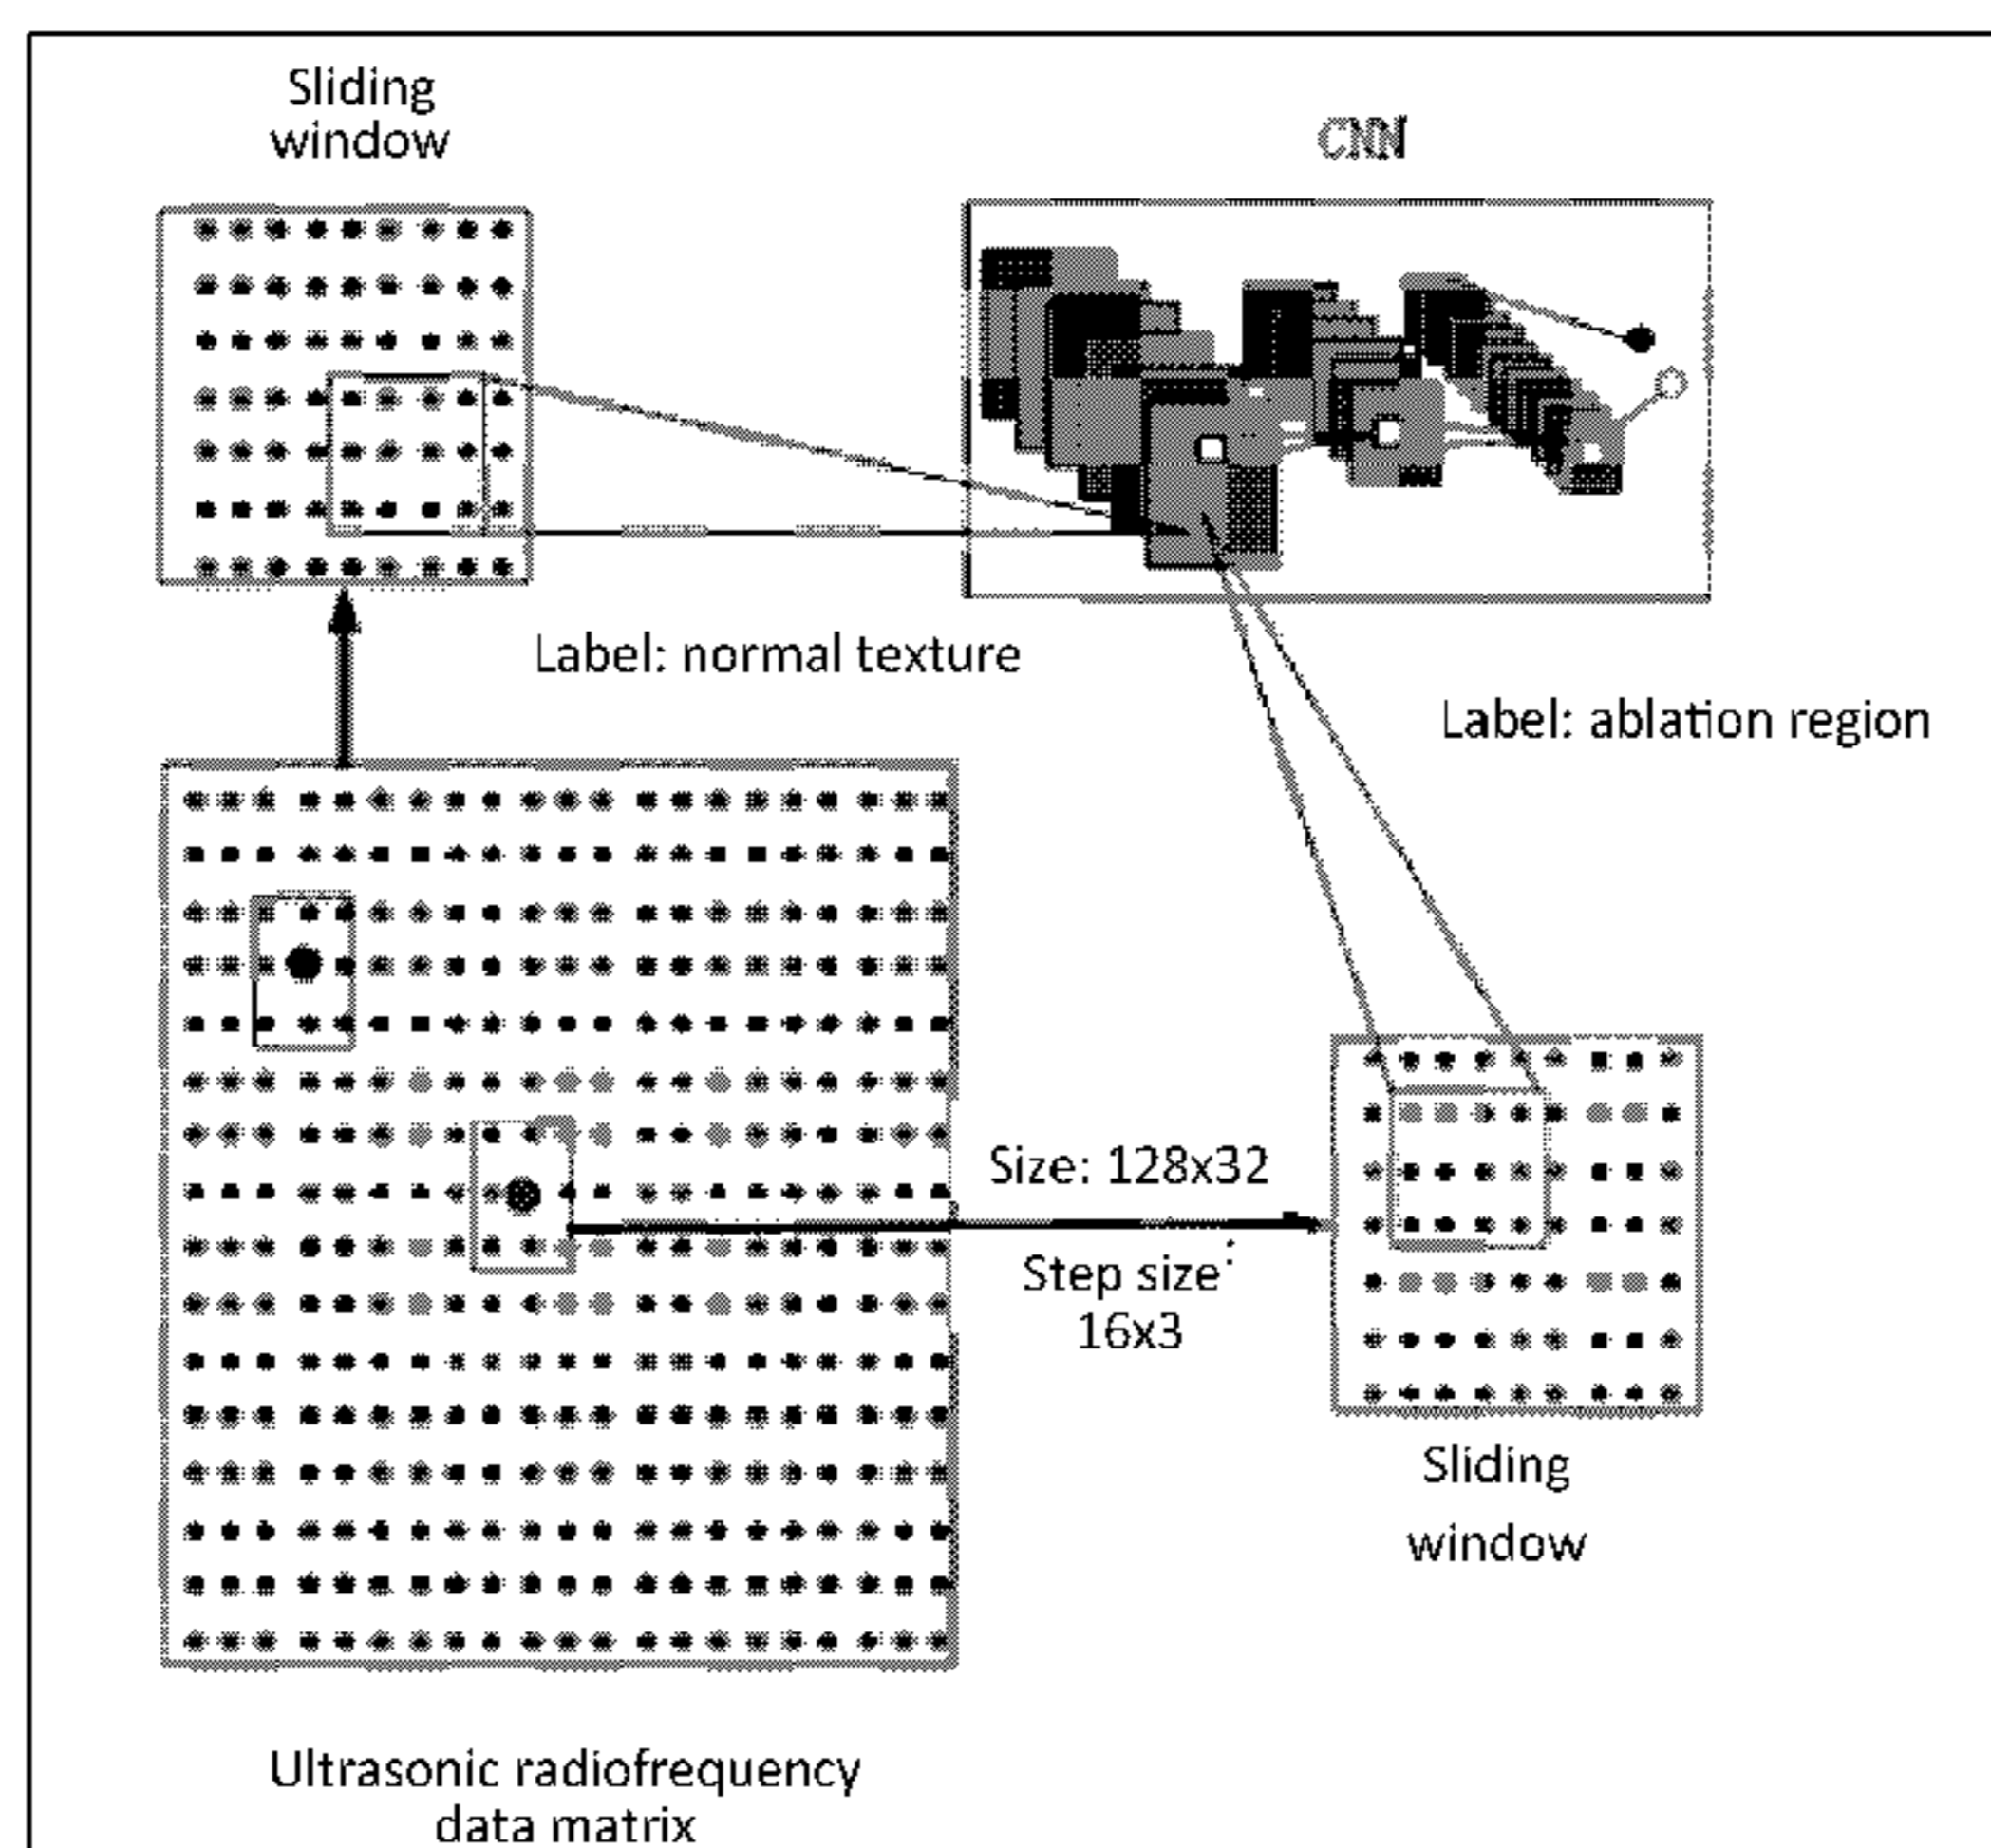 Sliding
window
CNN
Label: normal texture
Label: ablation region
Size: 128x32
Step size:
16x3
Sliding
window
Ultrasonic radiofrequency
data matrix